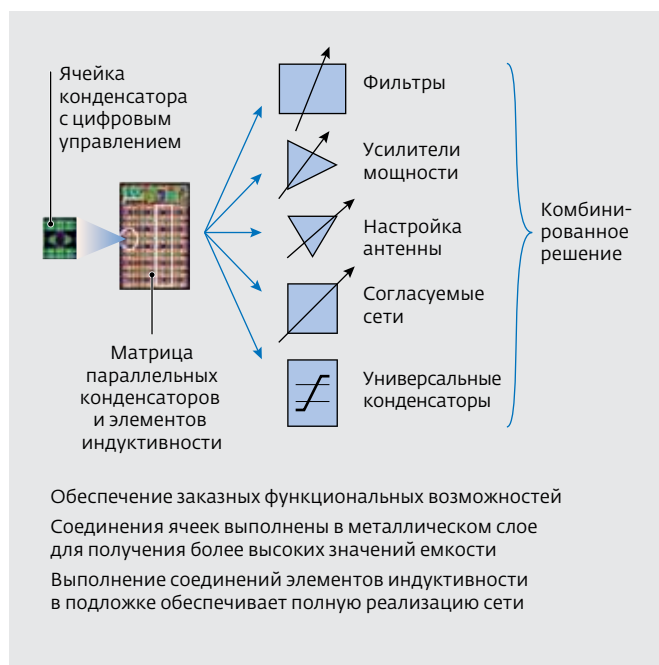 Ячейка
конденсатора
с цифровым
управлением
Матрица
параллельных
конденсаторов
и элементов
индуктивности
Фильтры
Усилители
мощности
Настройка
антенны
Согласуемые
сети
Универсальные
конденсаторы
Комбини-
рованное
решение
Обеспечение заказных функциональных возможностей
Соединения ячеек выполнены в металлическом слое
для получения более высоких значений емкости
Выполнение соединений элементов индуктивности
в подложке обеспечивает полную реализацию сети